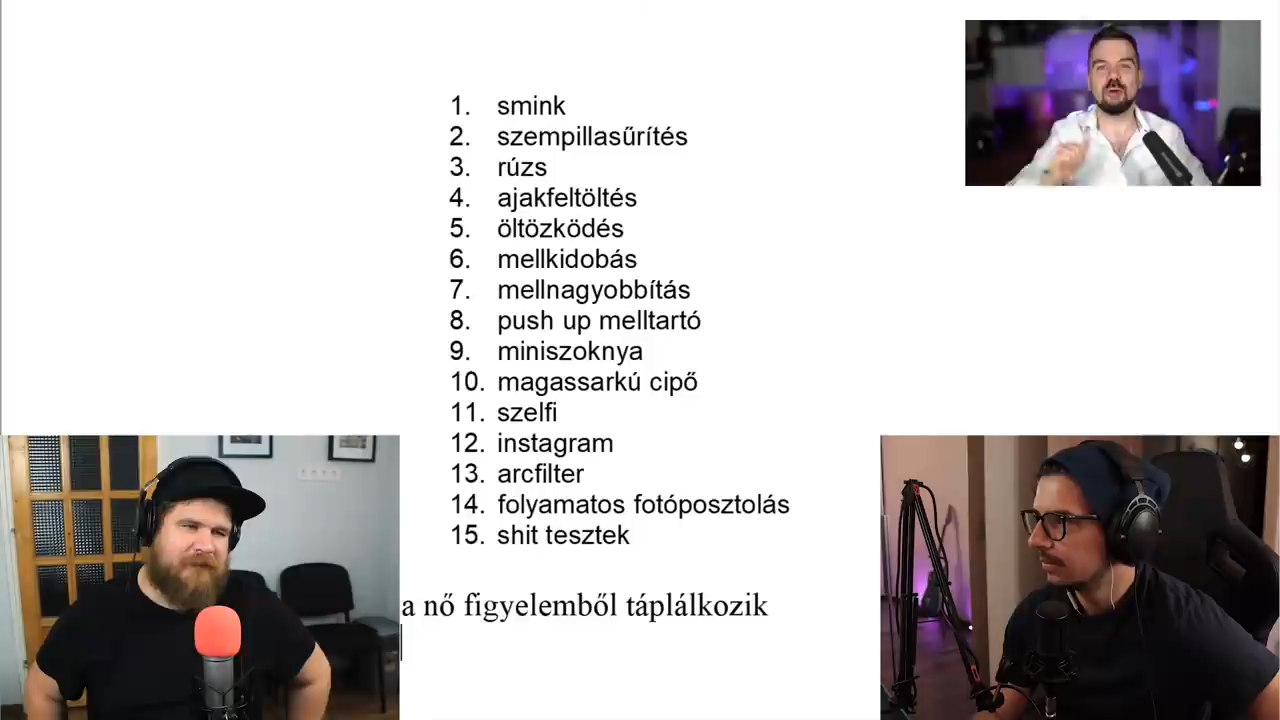 1. smink
2. szempillasűrítés
3. rúzs
4. ajakfeltöltés
5. öltözködés
6. mellkidobás
7. mellnagyobbítás
8. push up melltartó
9. miniszoknya
10. magassarkú cipő
11. szelfi
12. instagram
13. arcfilter
14. folyamatos fotóposztolás
15. shit tesztek
a nő figyelemből táplálkozik